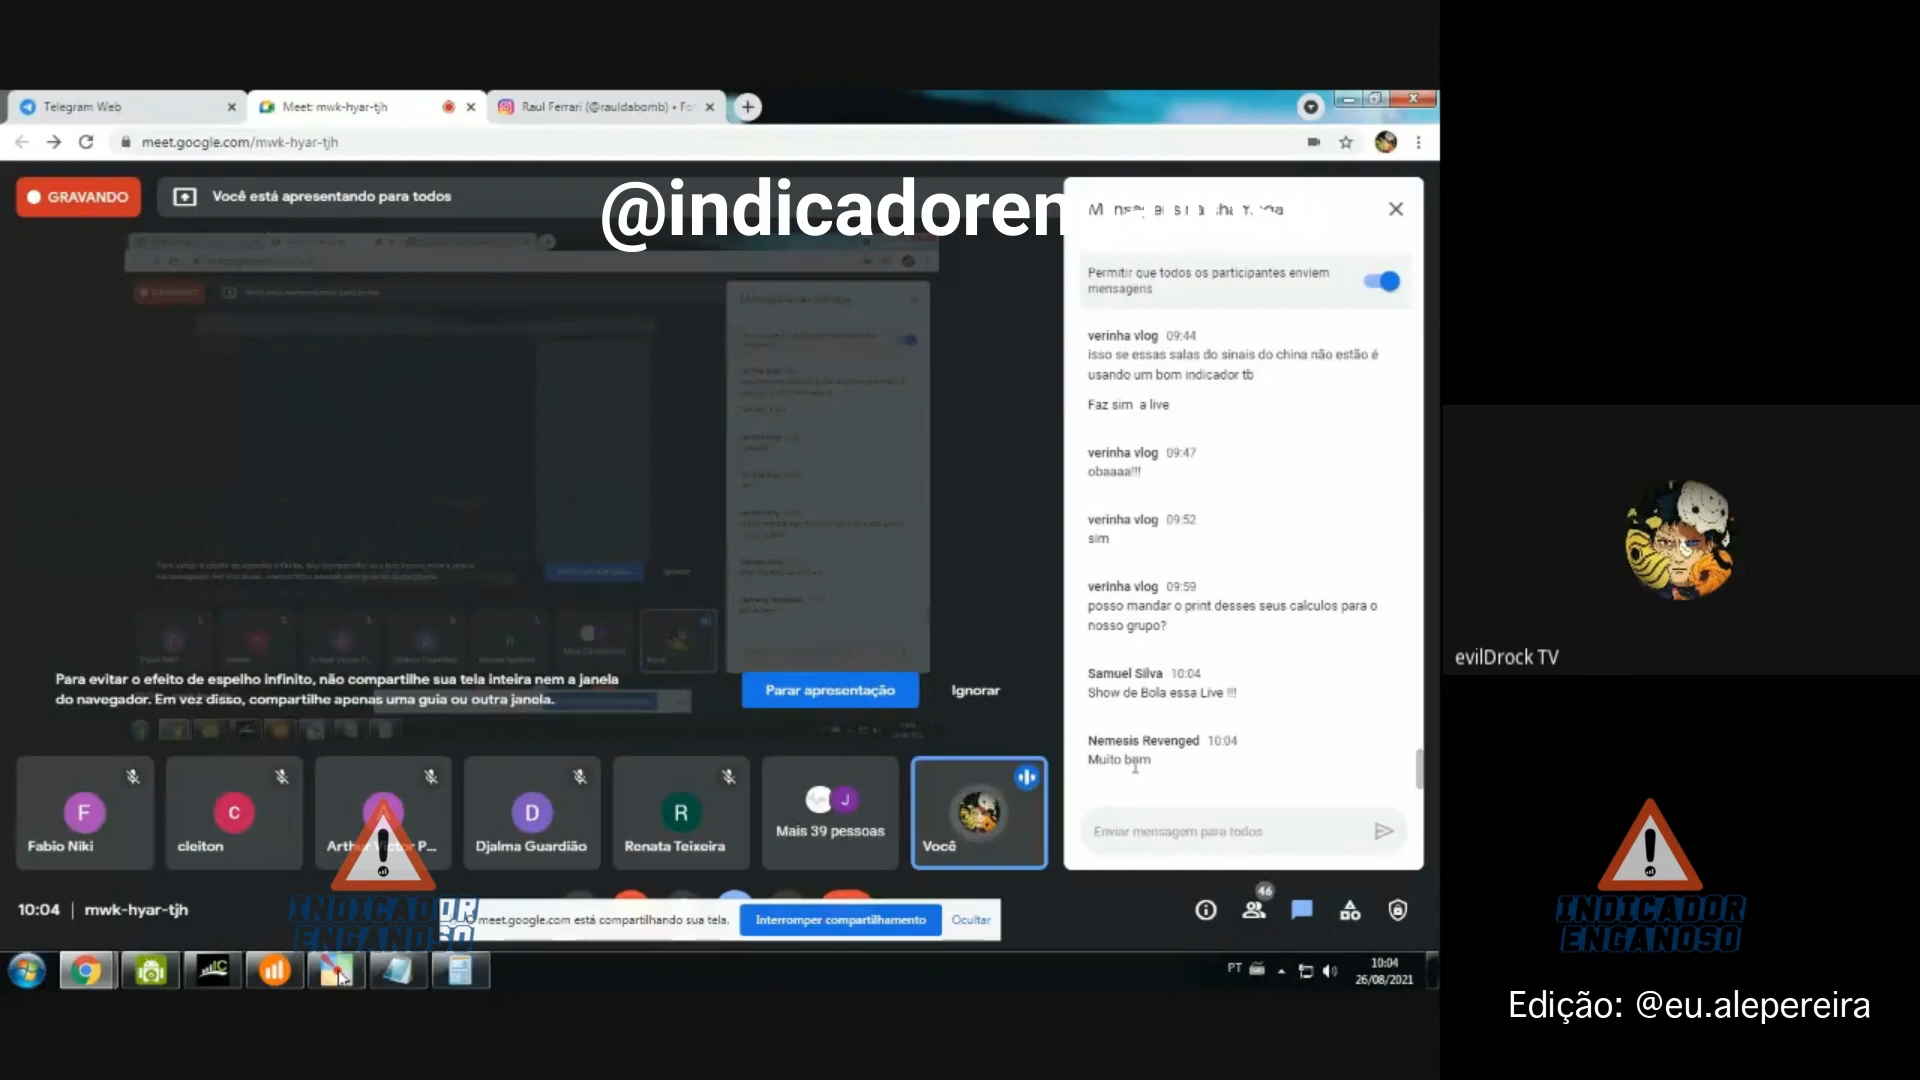 Telegram Web
Meet: mwk-hyar-tjh
Raul Ferrari (@rauldabomb) • Fo
meet.google.com/mwk-hyar-tjh
GRAVANDO
Você está apresentando para todos
@indicadoren
Permitir que todos os participantes enviem
mensagens
verinha vlog 09:44
isso se essas salas do sinais do china não estão é
usando um bom indicador tb
Faz sim a live
verinha vlog 09:47
obaaaa!!!
verinha vlog 09:52
sim
verinha vlog 09:59
posso mandar o print desses seus calculos para o
nosso grupo?
Samuel Silva 10:04
Show de Bola essa Live !!!
Nemesis Revenged 10:04
Muito bom
Enviar mensagem para todos
Para evitar o efeito de espelho infinito, não compartilhe sua tela inteira nem a janela
do navegador. Em vez disso, compartilhe apenas uma guia ou outra janela.
Parar apresentação
Ignorar
F
Fabio Niki
c
cleiton
Arthur Victor P...
D
Djalma Guardião
R
Renata Teixeira
J
Mais 39 pessoas
Você
10:04 | mwk-hyar-tjh
INDICADOR
ENGANOSO
meet.google.com está compartilhando sua tela.
Interromper compartilhamento
Ocultar
46
PT
10:04
26/08/2021
evilDrock TV
INDICADOR
ENGANOSO
Edição: @eu.alepereira